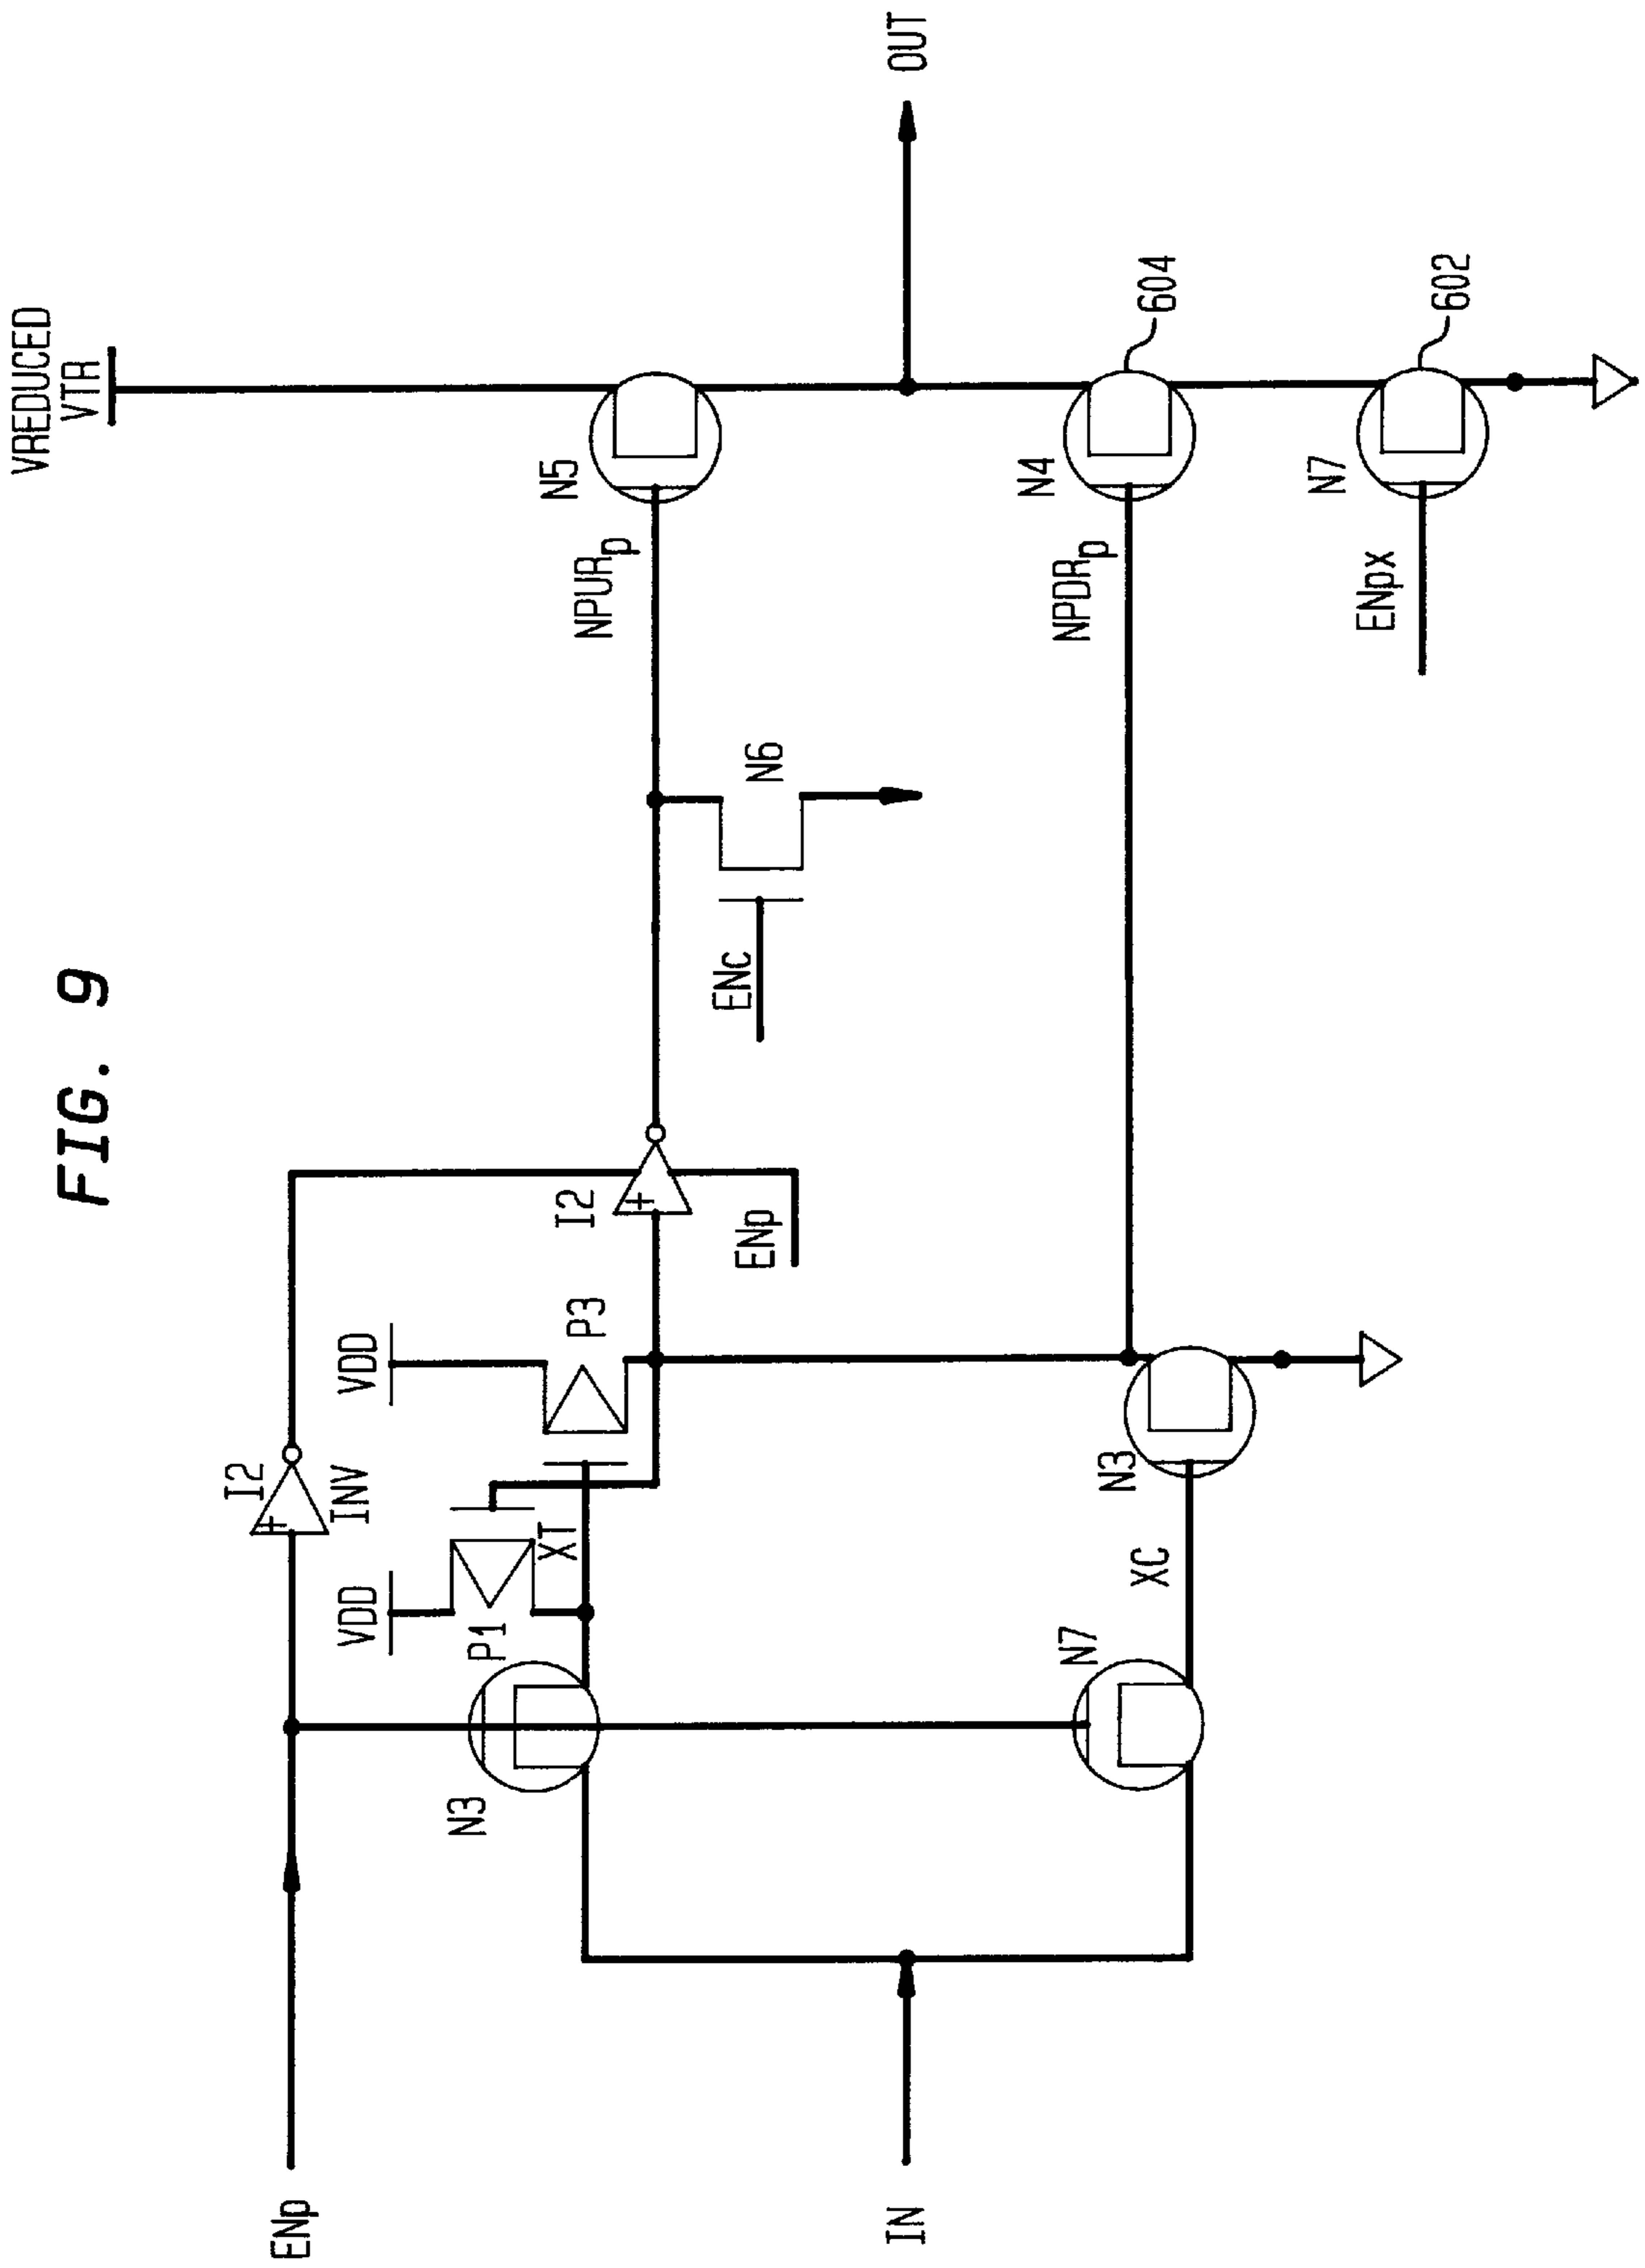 FIG. 9
ENp
I2
INV
VDD
VDD
P1
P3
XT
N3
I2
ENp
ENc
N6
NPURp
N5
VREDUCED
VTR
OUT
IN
N7
XC
N3
NPDRp
N4
604
ENpx
N7
602